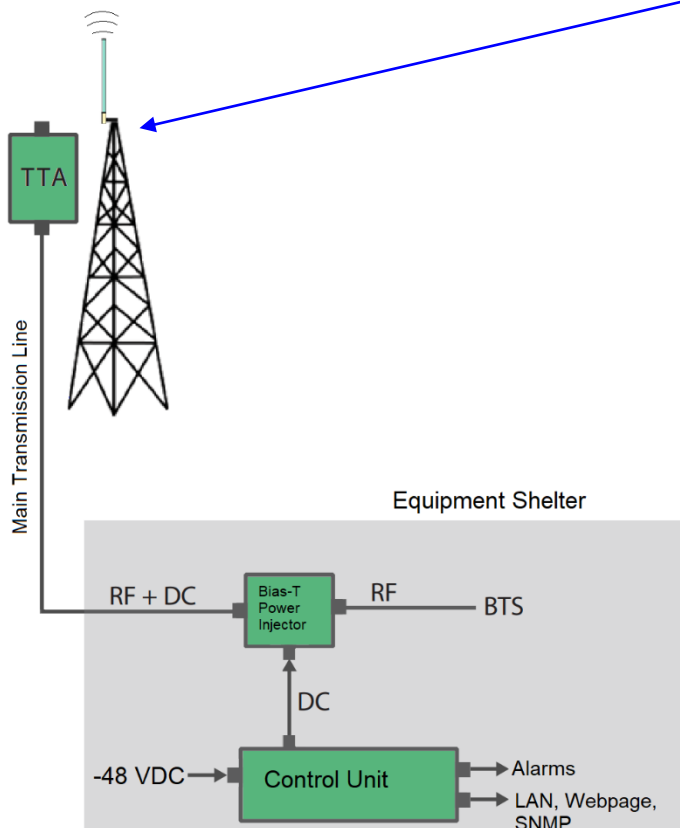 TTA
Main Transmission Line
Equipment Shelter
RF + DC
Bias-T
Power
Injector
RF
BTS
DC
-48 VDC
Control Unit
Alarms
LAN, Webpage,
SNMP